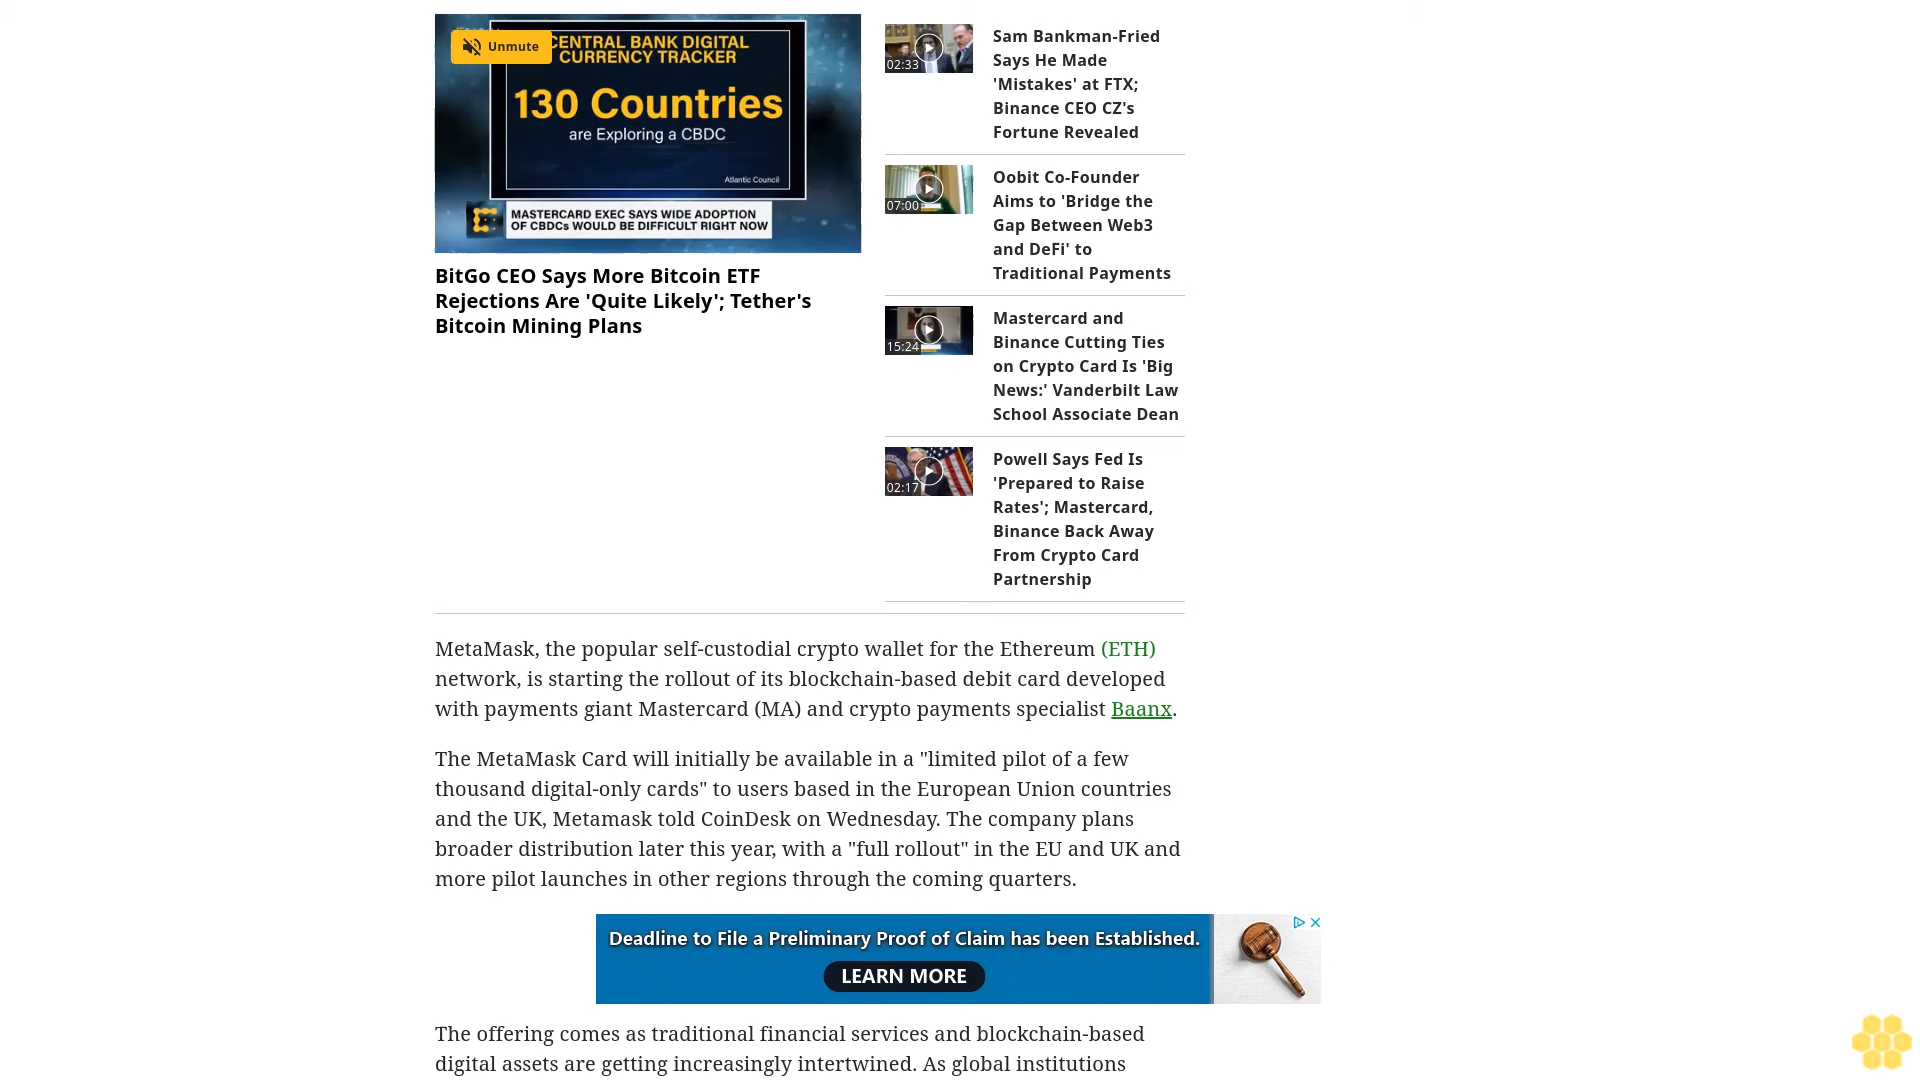 Unmute
CENTRAL BANK DIGITAL
CURRENCY TRACKER
130 Countries
are Exploring a CBDC
Atlantic Council
MASTERCARD EXEC SAYS WIDE ADOPTION
OF CBDCs WOULD BE DIFFICULT RIGHT NOW
BitGo CEO Says More Bitcoin ETF
Rejections Are 'Quite Likely'; Tether's
Bitcoin Mining Plans
02:33
Sam Bankman-Fried
Says He Made
'Mistakes' at FTX;
Binance CEO CZ's
Fortune Revealed
07:00
Oobit Co-Founder
Aims to 'Bridge the
Gap Between Web3
and DeFi' to
Traditional Payments
15:24
Mastercard and
Binance Cutting Ties
on Crypto Card Is 'Big
News:' Vanderbilt Law
School Associate Dean
02:17
Powell Says Fed Is
'Prepared to Raise
Rates'; Mastercard,
Binance Back Away
From Crypto Card
Partnership
MetaMask, the popular self-custodial crypto wallet for the Ethereum (ETH)
network, is starting the rollout of its blockchain-based debit card developed
with payments giant Mastercard (MA) and crypto payments specialist Baanx.
The MetaMask Card will initially be available in a "limited pilot of a few
thousand digital-only cards" to users based in the European Union countries
and the UK, Metamask told CoinDesk on Wednesday. The company plans
broader distribution later this year, with a "full rollout" in the EU and UK and
more pilot launches in other regions through the coming quarters.
Deadline to File a Preliminary Proof of Claim has been Established.
LEARN MORE
The offering comes as traditional financial services and blockchain-based
digital assets are getting increasingly intertwined. As global institutions